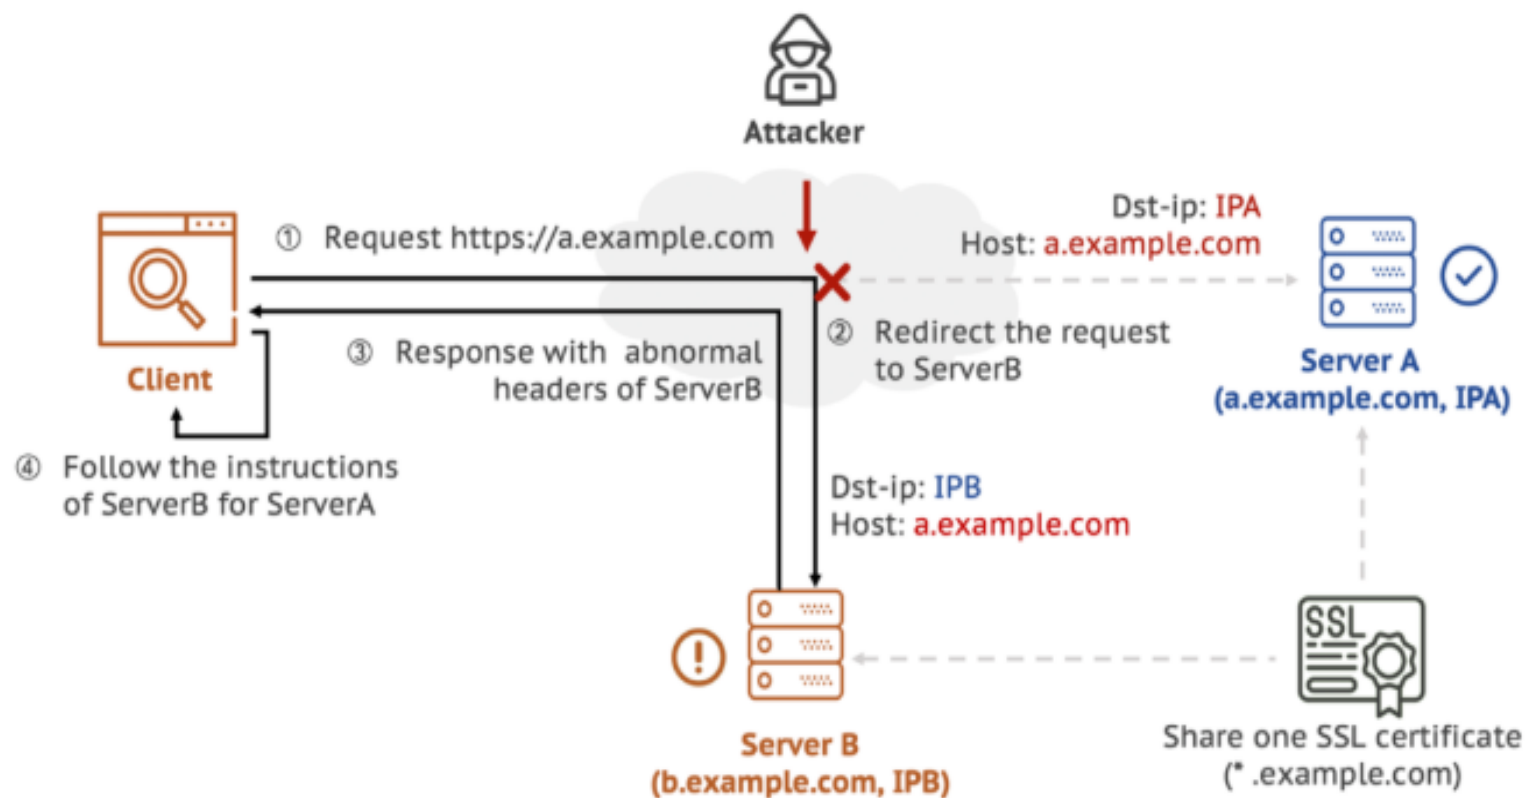 Attacker
① Request https://a.example.com
Dst-ip: IPA
Host: a.example.com
② Redirect the request
to ServerB
③ Response with abnormal
headers of ServerB
Client
Server A
(a.example.com, IPA)
④ Follow the instructions
of ServerB for ServerA
Dst-ip: IPB
Host: a.example.com
SSL
Server B
(b.example.com, IPB)
Share one SSL certificate
(* .example.com)